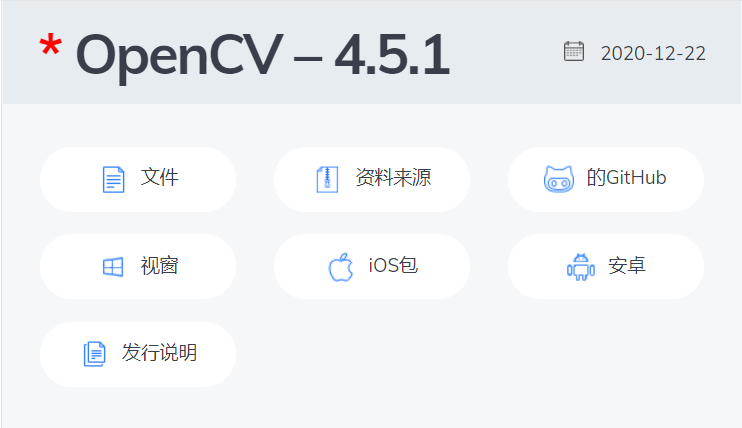 * OpenCV – 4.5.1
2020-12-22
文件
资料来源
的GitHub
视窗
iOS包
安卓
发行说明